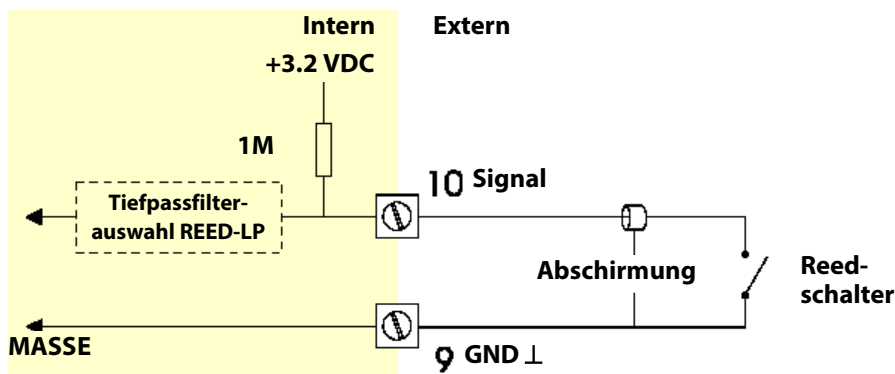 Intern
Extern
+3.2 VDC
1M
10 Signal
Tiefpassfilter-
auswahl REED-LP
Abschirmung
Reed-
schalter
MASSE
9 GND ⊥